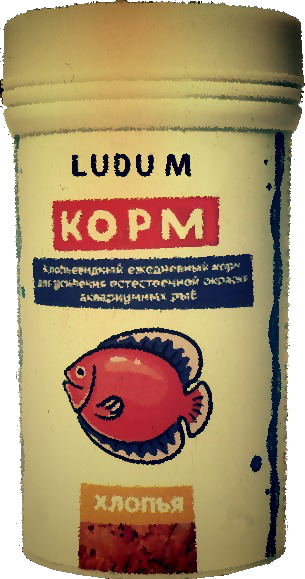 LUDUM
КОРМ
Хлопьевидный ежедневный корм
для усиления естественной окраски
аквариумных рыб
ХЛОПЬЯ